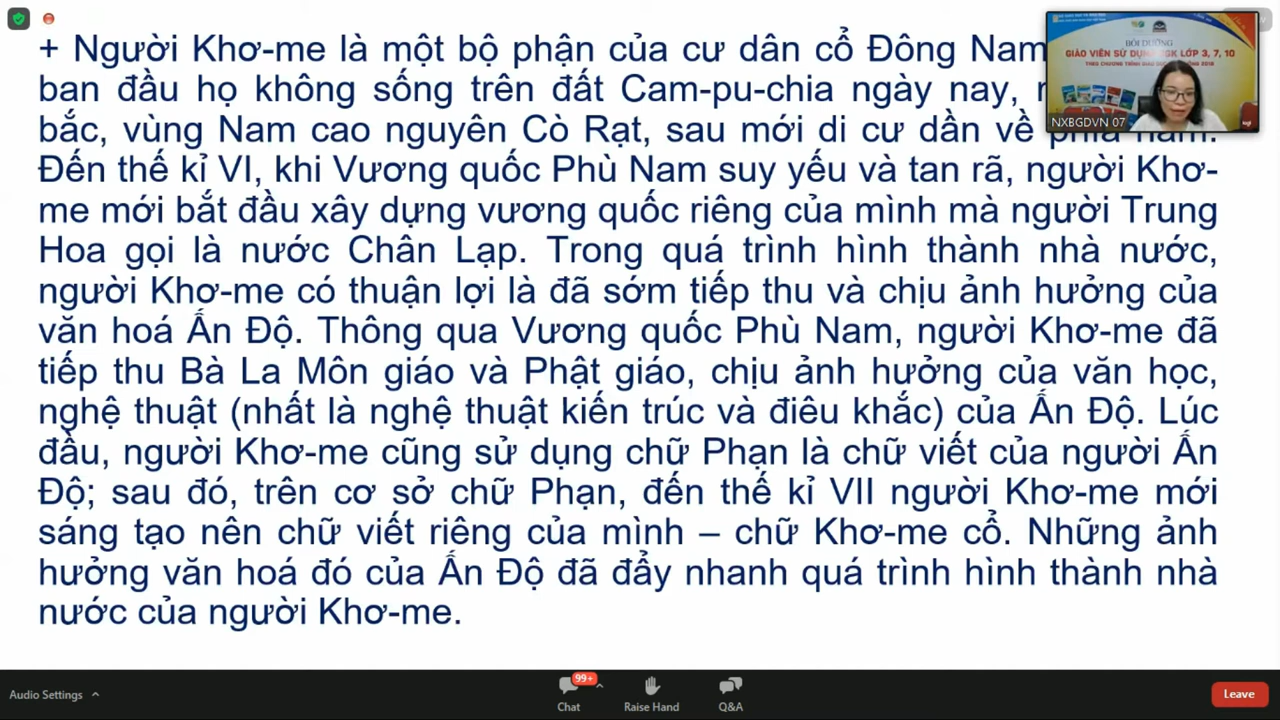 + Người Khơ-me là một bộ phận của cư dân cổ Đông Nam
ban đầu họ không sống trên đất Cam-pu-chia ngày nay,
bắc, vùng Nam cao nguyên Cò Rạt, sau mới di cư dần về phía nam.
Đến thế kỉ VI, khi Vương quốc Phù Nam suy yếu và tan rã, người Khơ-
me mới bắt đầu xây dựng vương quốc riêng của mình mà người Trung
Hoa gọi là nước Chân Lạp. Trong quá trình hình thành nhà nước,
người Khơ-me có thuận lợi là đã sớm tiếp thu và chịu ảnh hưởng của
văn hoá Ấn Độ. Thông qua Vương quốc Phù Nam, người Khơ-me đã
tiếp thu Bà La Môn giáo và Phật giáo, chịu ảnh hưởng của văn học,
nghệ thuật (nhất là nghệ thuật kiến trúc và điêu khắc) của Ấn Độ. Lúc
đầu, người Khơ-me cũng sử dụng chữ Phạn là chữ viết của người Ấn
Độ; sau đó, trên cơ sở chữ Phạn, đến thế kỉ VII người Khơ-me mới
sáng tạo nên chữ viết riêng của mình – chữ Khơ-me cổ. Những ảnh
hưởng văn hoá đó của Ấn Độ đã đẩy nhanh quá trình hình thành nhà
nước của người Khơ-me.
BỒI DƯỠNG
GIÁO VIÊN SỬ DỤNG SGK LỚP 3, 7, 10
NXBGDVN 07
Audio Settings
99+
Chat
Raise Hand
Q&A
Leave